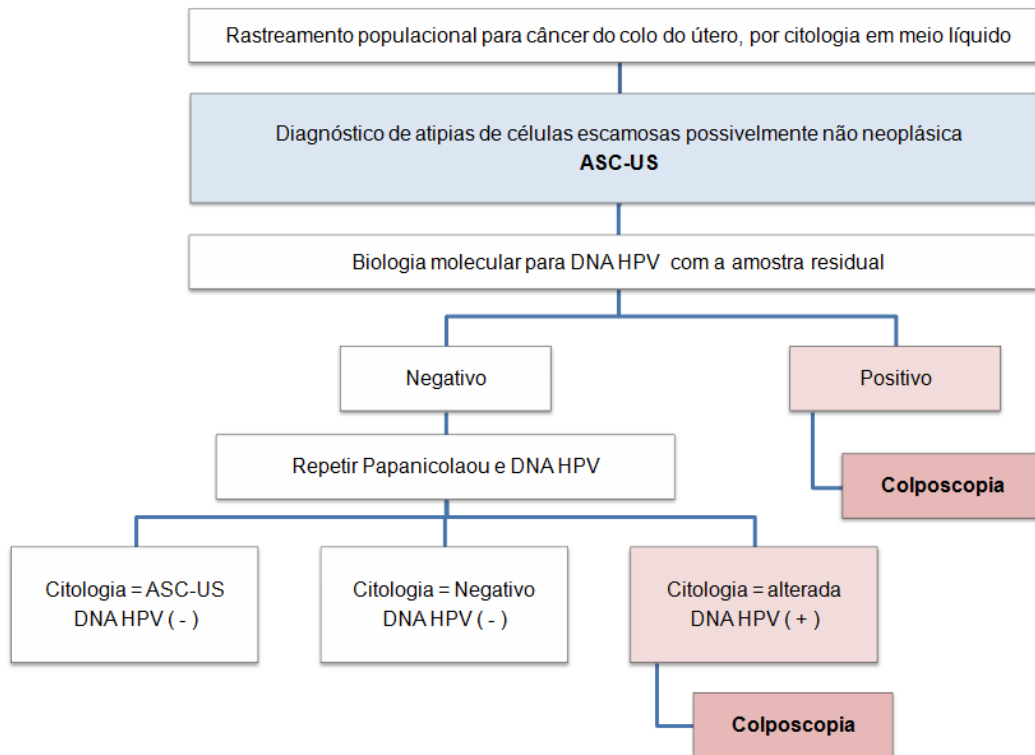 Rastreamento populacional para câncer do colo do útero, por citologia em meio líquido
Diagnóstico de atipias de células escamosas possivelmente não neoplásica
ASC-US
Biologia molecular para DNA HPV com a amostra residual
Negativo
Positivo
Repetir Papanicolaou e DNA HPV
Colposcopia
Citologia = ASC-US
DNA HPV ( - )
Citologia = Negativo
DNA HPV ( - )
Citologia = alterada
DNA HPV ( + )
Colposcopia